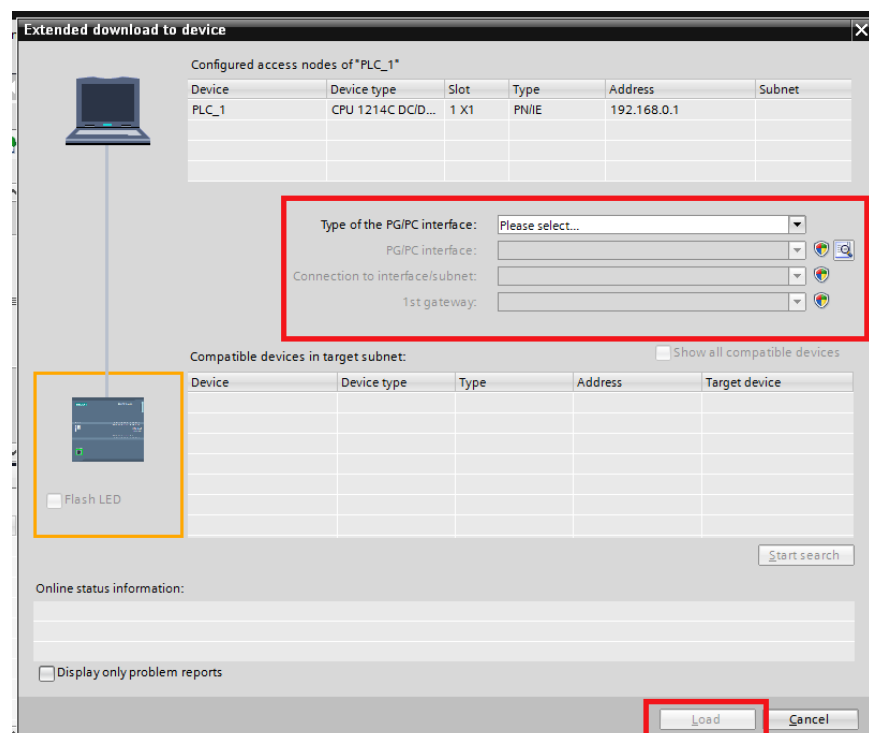 Extended download to device
Configured access nodes of "PLC_1"
Device Device type Slot Type Address Subnet
PLC_1 CPU 1214C DC/D... 1 X1 PN/IE 192.168.0.1
Type of the PG/PC interface: Please select...
PG/PC interface:
Connection to interface/subnet:
1st gateway:
Compatible devices in target subnet: Show all compatible devices
Device Device type Type Address Target device
Flash LED
Start search
Online status information:
Display only problem reports
Load Cancel